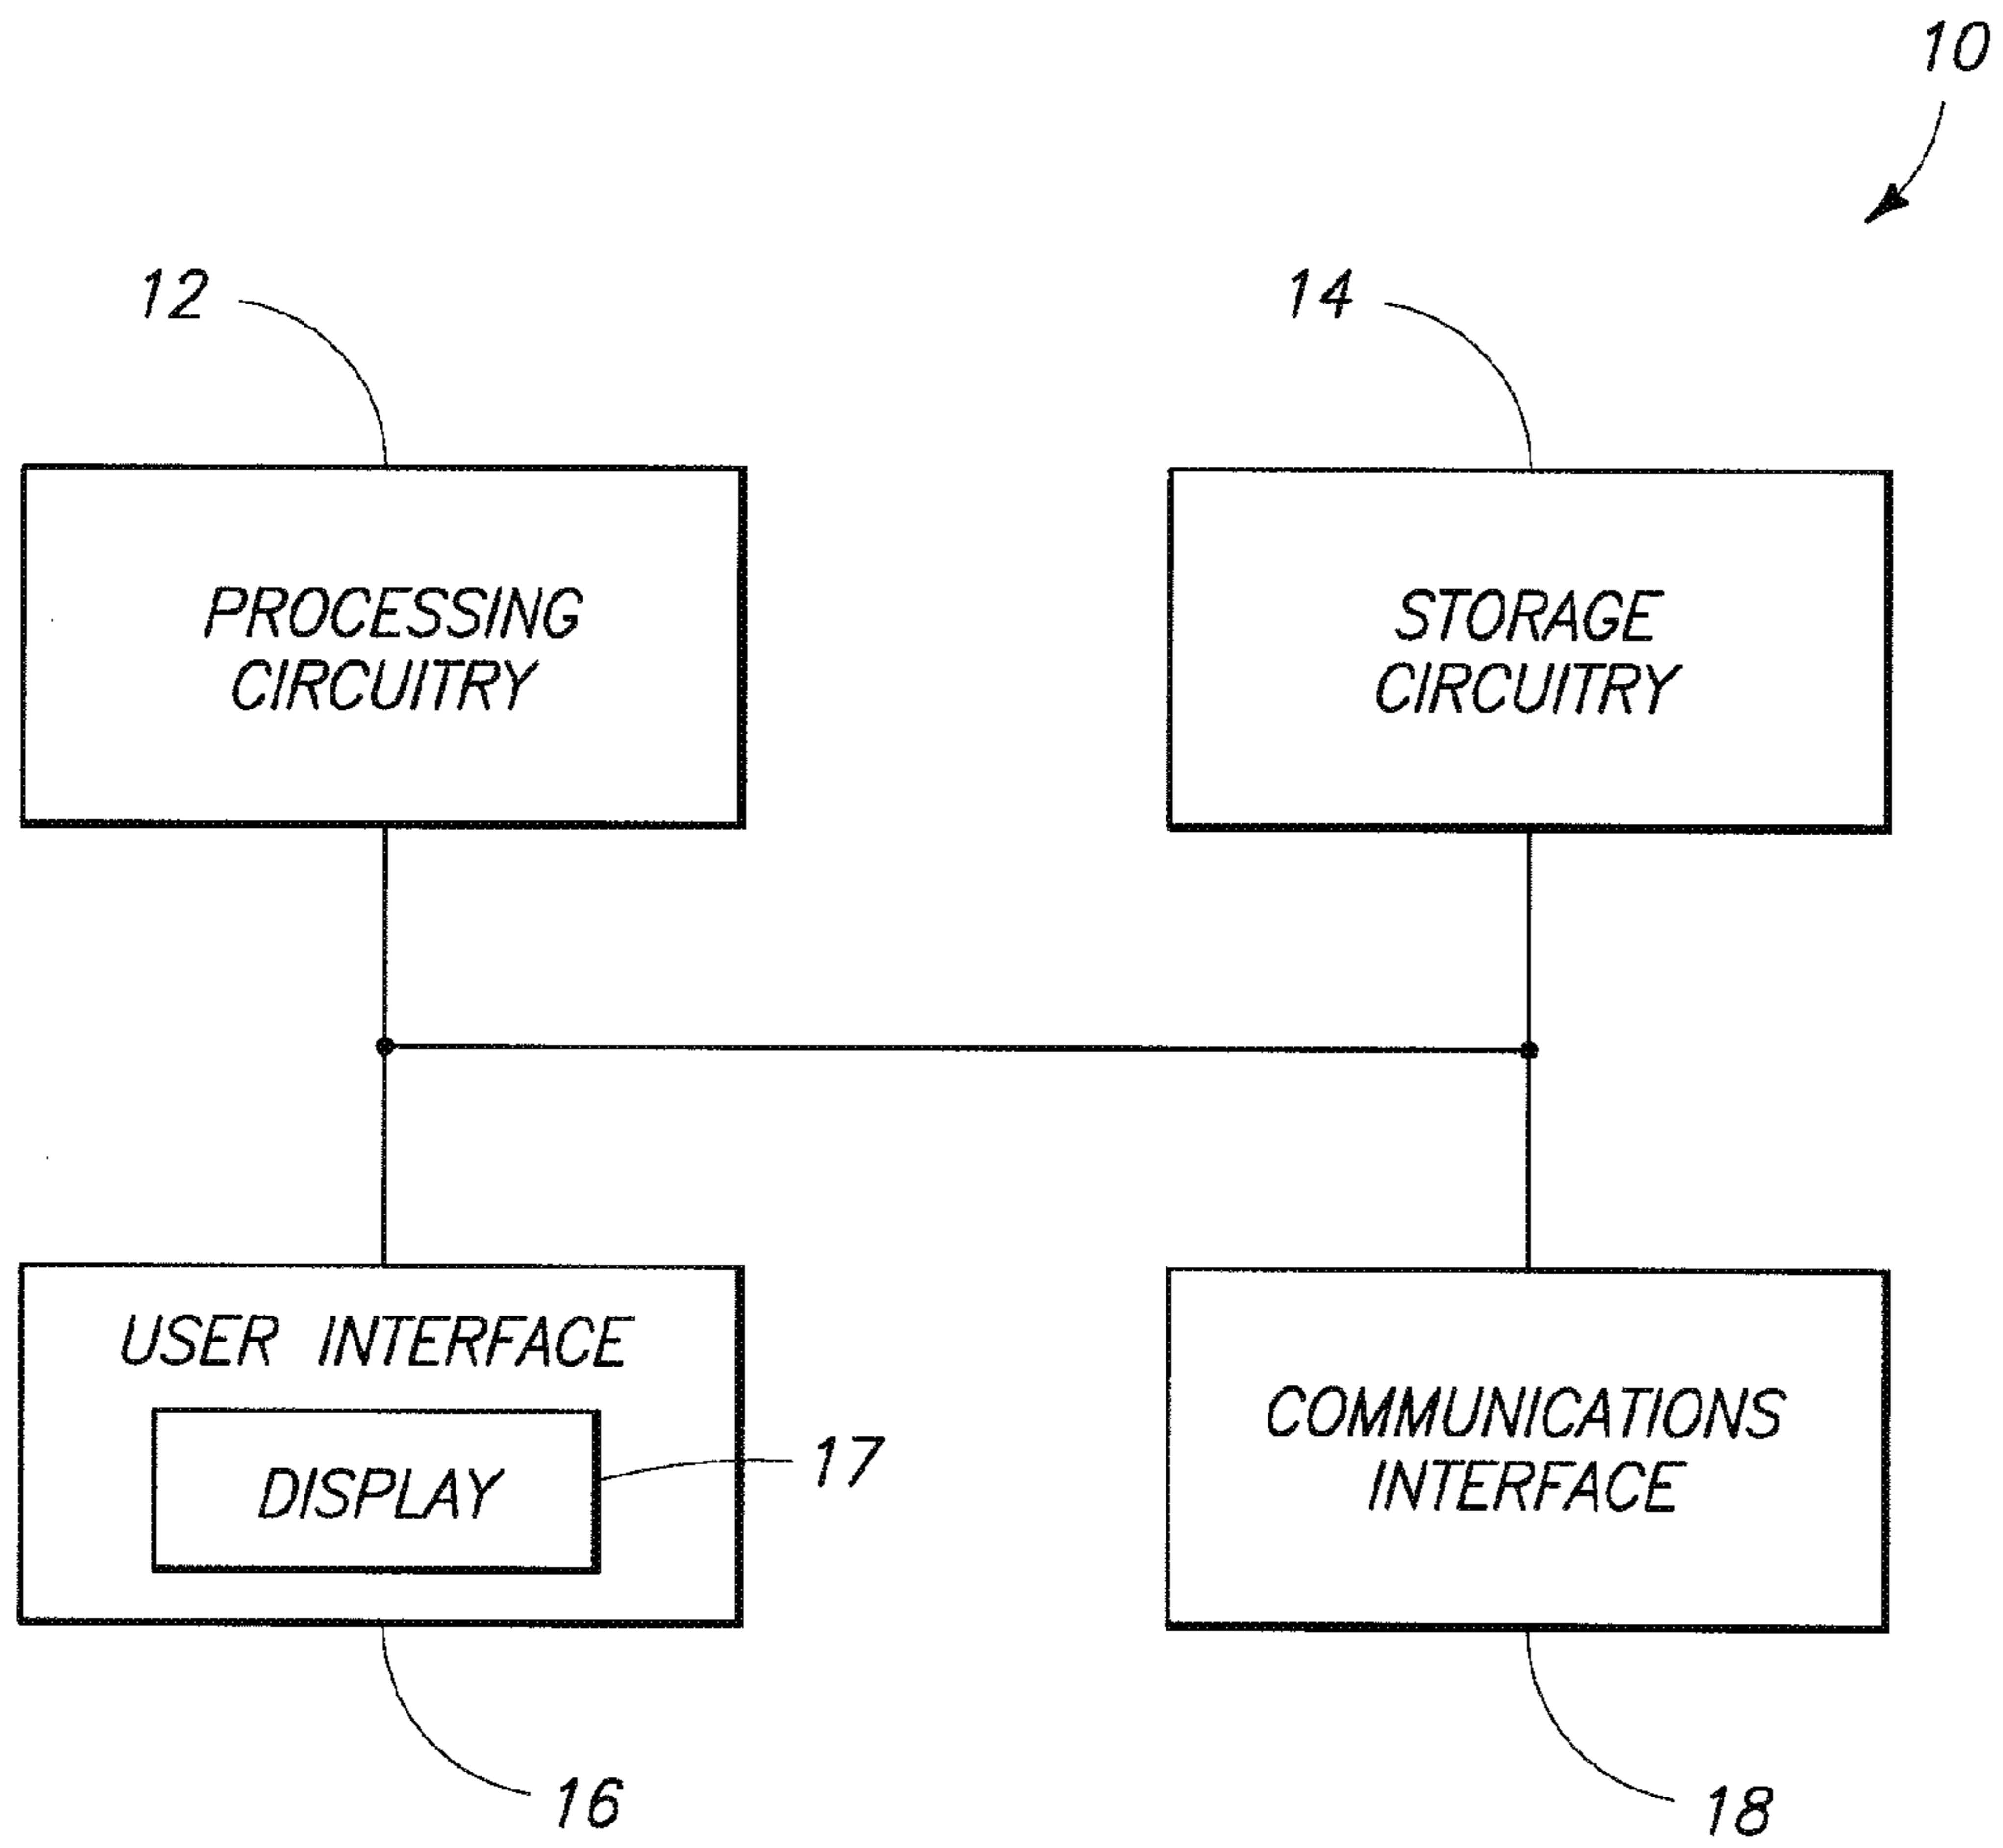 10
12
14
PROCESSING
CIRCUITRY
STORAGE
CIRCUITRY
USER INTERFACE
DISPLAY
17
COMMUNICATIONS
INTERFACE
16
18